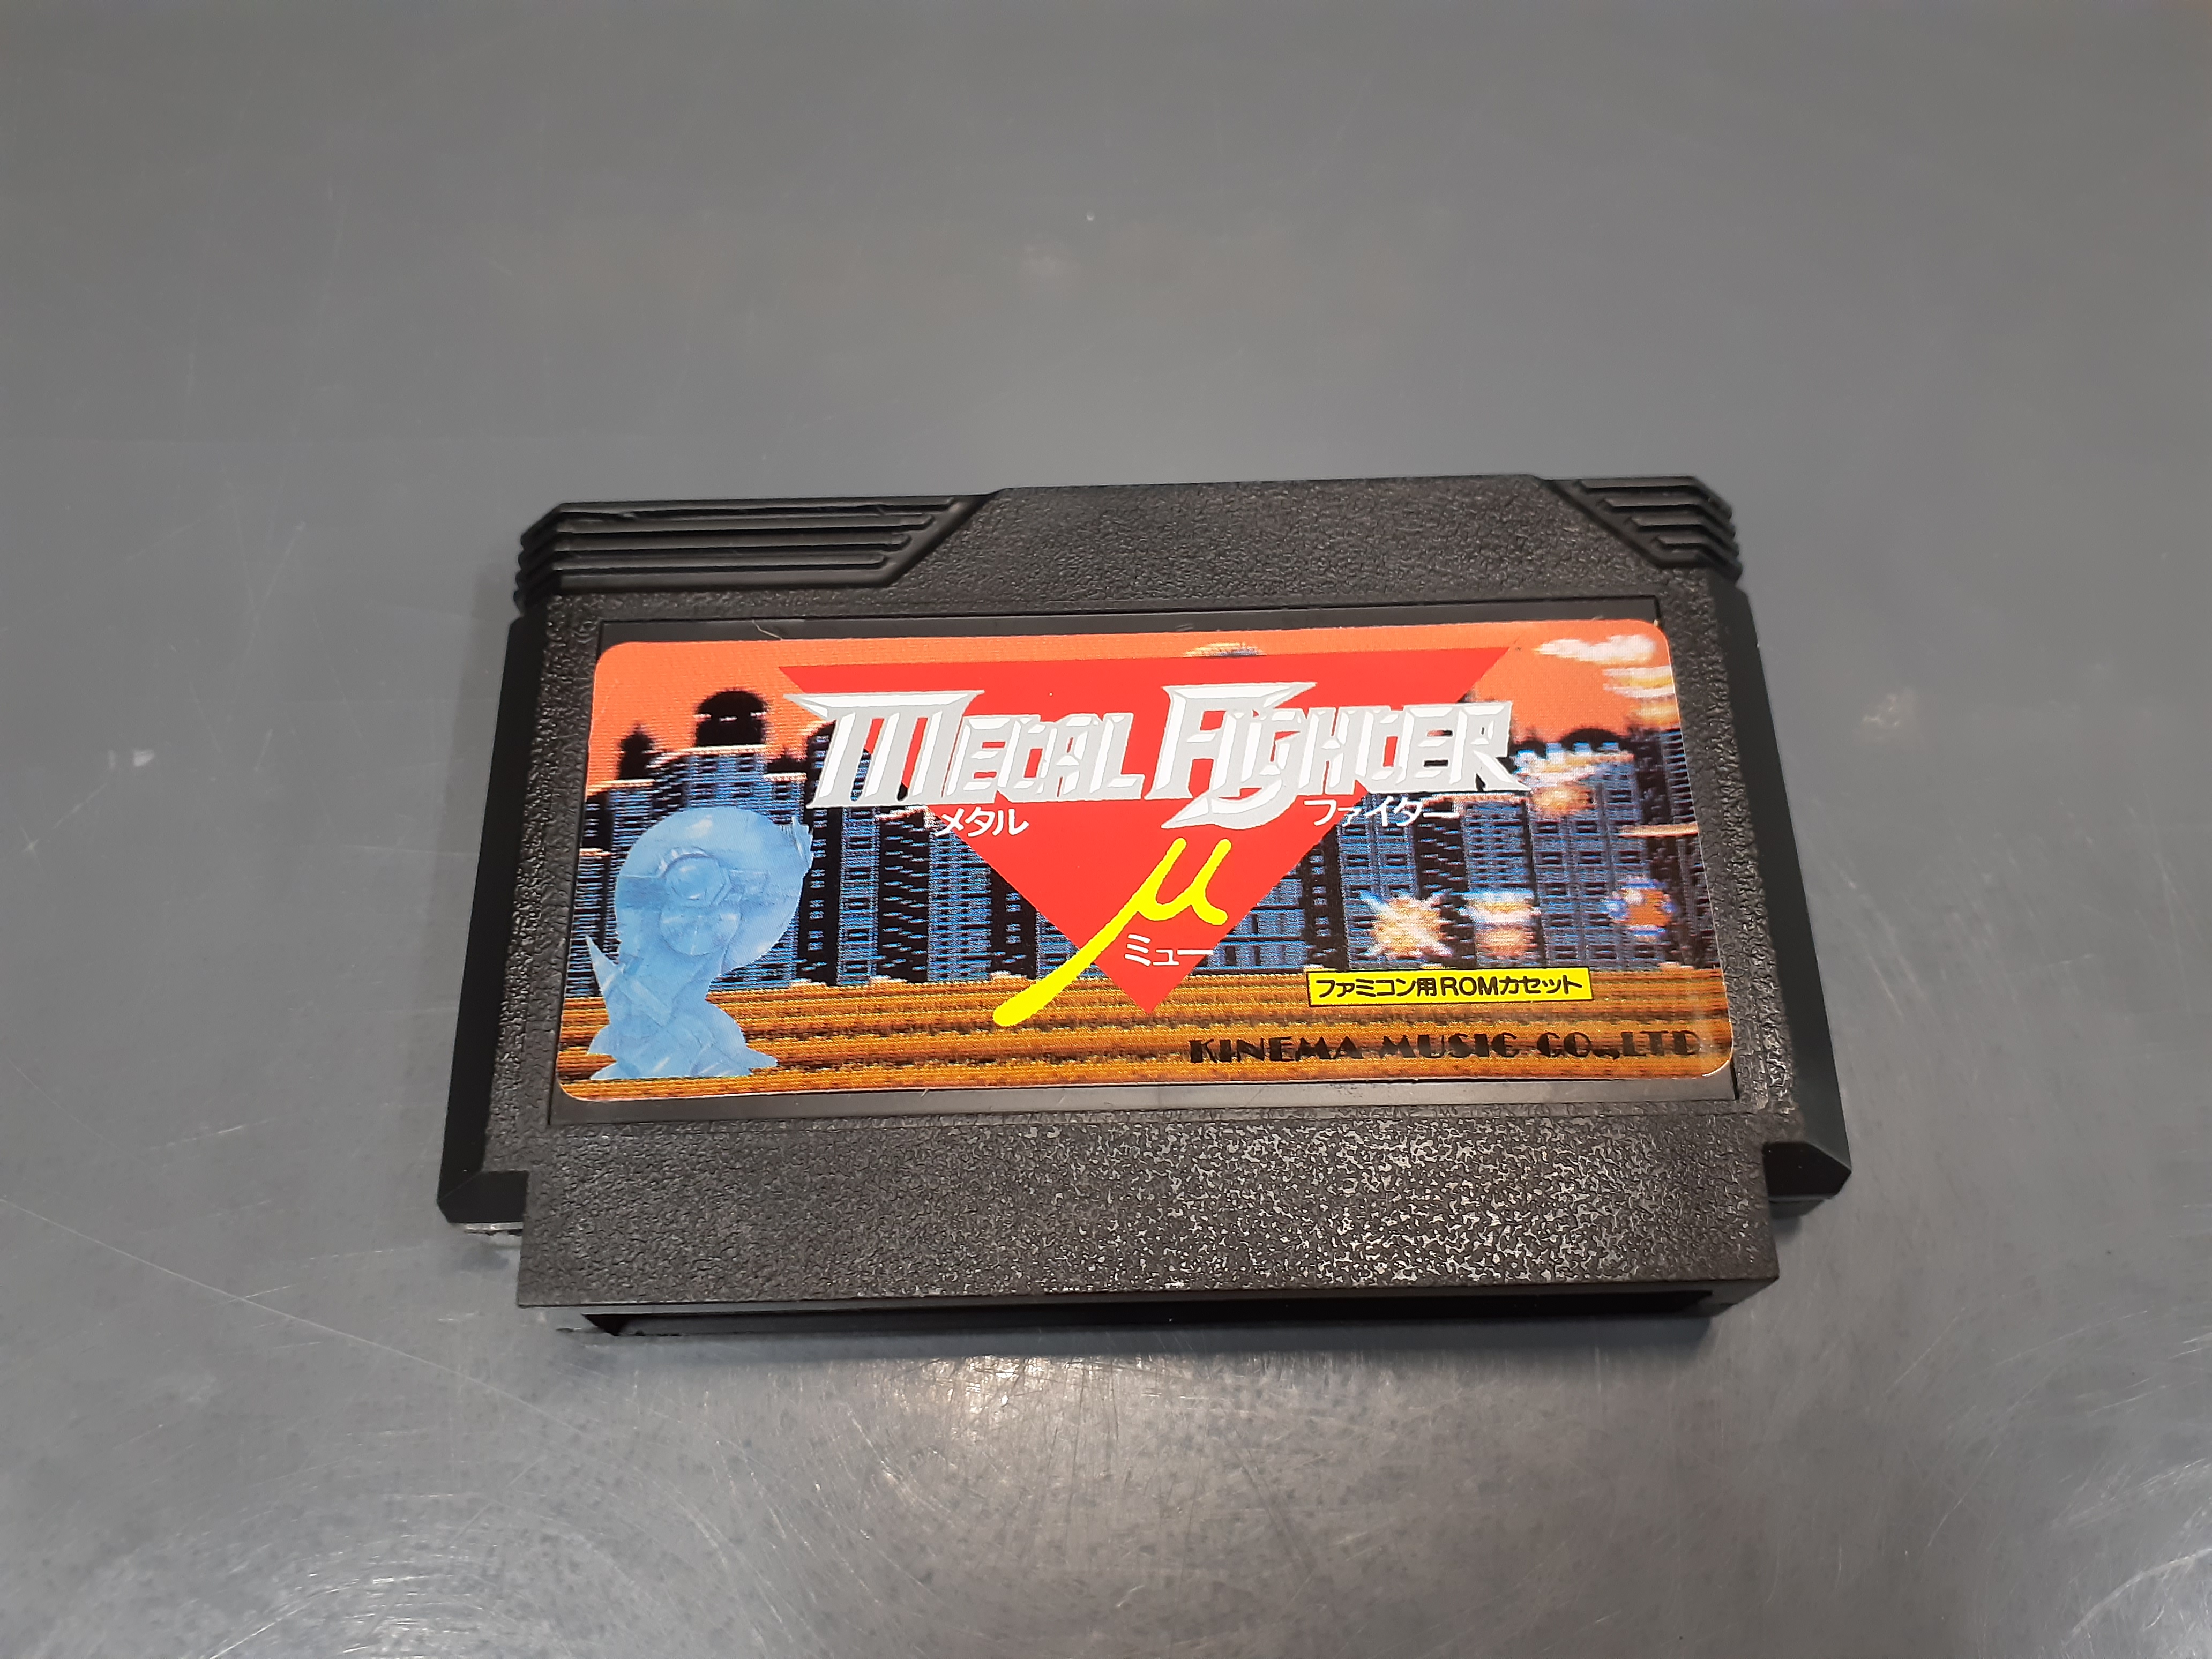 METAL FIGHTER
メタル ファイター
μ
ミュー
ファミコン用ROMカセット
KINEMA MUSIC CO.,LTD